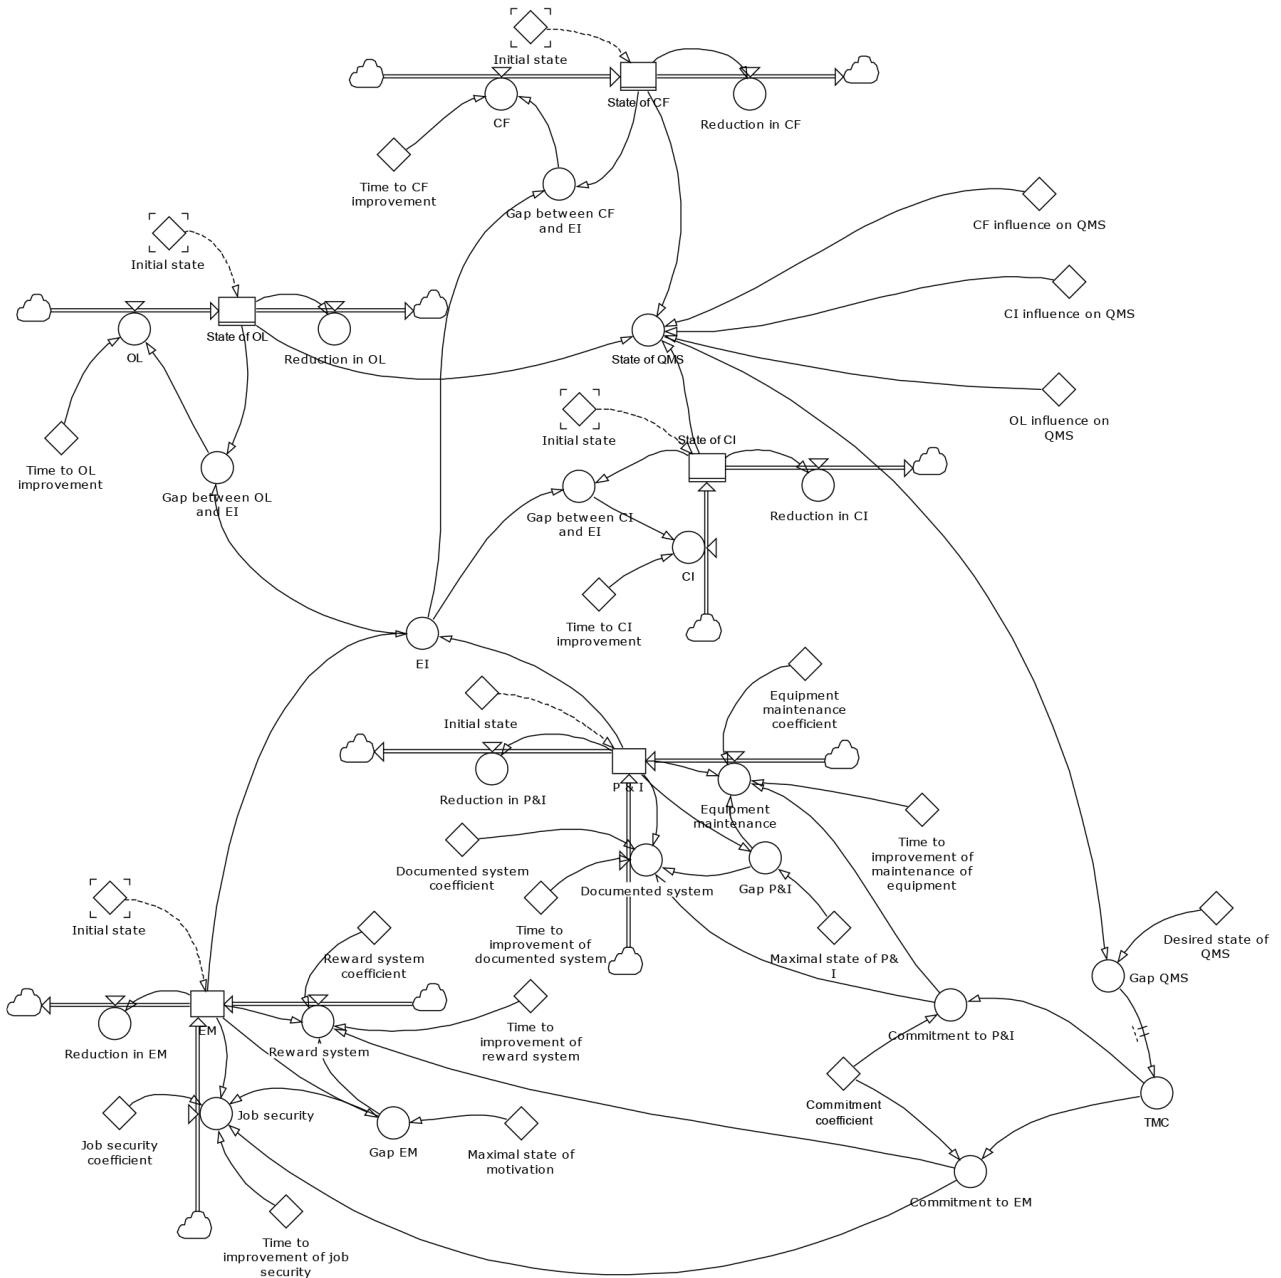 Initial state
State of CF
CF
Reduction in CF
Time to CF
improvement
Gap between CF
and EI
CF influence on QMS
Initial state
CI influence on QMS
State of OL
OL
Reduction in OL
State of QMS
OL influence on
QMS
Initial state
State of CI
Time to OL
improvement
Gap between OL
and EI
Gap between CI
and EI
Reduction in CI
CI
Time to CI
improvement
EI
Equipment
maintenance
coefficient
Initial state
P & I
Reduction in P&I
Equipment
maintenance
Time to
improvement of
maintenance of
equipment
Documented system
coefficient
Documented system
Gap P&I
Initial state
Time to
improvement of
documented system
Maximal state of P&
I
Desired state of
QMS
Reward system
coefficient
Gap QMS
EM
Reduction in EM
Reward system
Time to
improvement of
reward system
Commitment to P&I
Commitment
coefficient
TMC
Job security
Job security
coefficient
Gap EM
Maximal state of
motivation
Commitment to EM
Time to
improvement of job
security